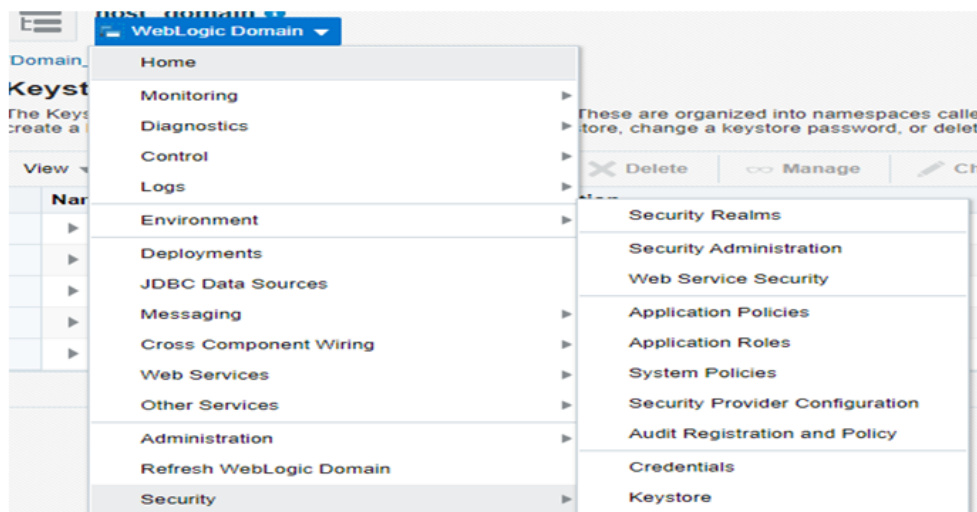 host_domain
WebLogic Domain
Domain_
Home
Keyst
Monitoring
The Keys
These are organized into namespaces calle
create a
Diagnostics
tore, change a keystore password, or delet
Control
View
Delete
Manage
Ch
Logs
Nar
Environment
Security Realms
Deployments
Security Administration
JDBC Data Sources
Web Service Security
Messaging
Application Policies
Cross Component Wiring
Application Roles
Web Services
System Policies
Other Services
Security Provider Configuration
Administration
Audit Registration and Policy
Refresh WebLogic Domain
Credentials
Security
Keystore